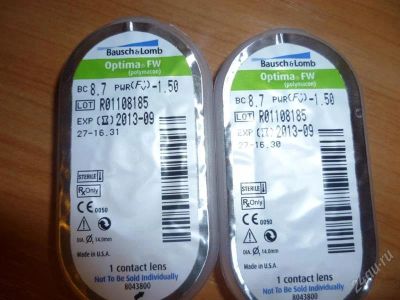 Bausch & Lomb
Optima® FW
(polymacon)
BC 8.7 PWR(F's)-1.50
LOT R01108185
EXP 2013-09
27-16.31
STERILE
Rx Only
CE 0050
DIA. Ø, 14.0mm
Made in U.S.A.
1 contact lens
Not To Be Sold Individually
8043800
Bausch & Lomb
Optima® FW
(polymacon)
BC 8.7 PWR(F's)-1.50
LOT R01108185
EXP 2013-09
27-16.30
STERILE
Rx Only
CE 0050
DIA. Ø, 14.0mm
Made in U.S.A.
1 contact lens
Not To Be Sold Individually
8043800